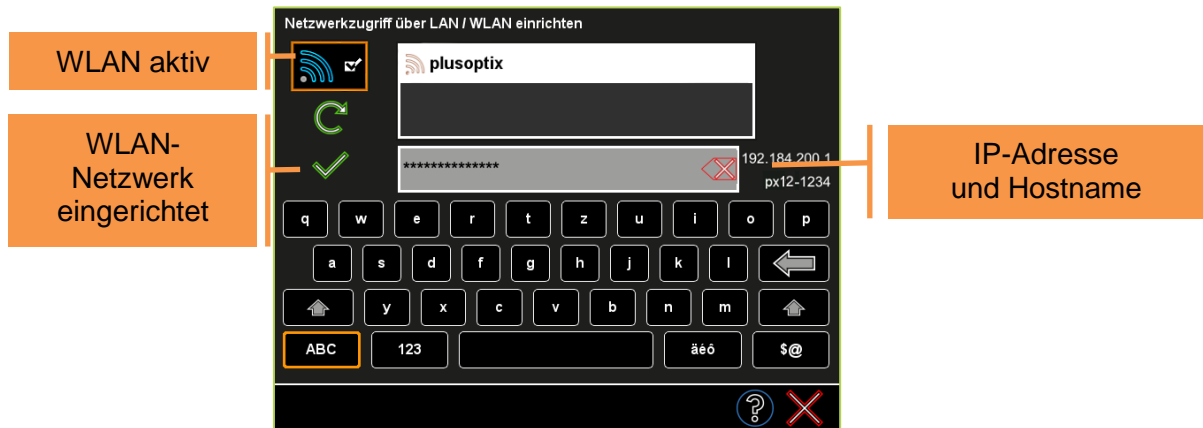 Netzwerkzugriff über LAN / WLAN einrichten
WLAN aktiv
plusoptix
WLAN-
Netzwerk
eingerichtet
**************
192.184.200.1
px12-1234
IP-Adresse
und Hostname
q w e r t z u i o p
a s d f g h j k l
y x c v b n m
ABC 123 äéô $@
?